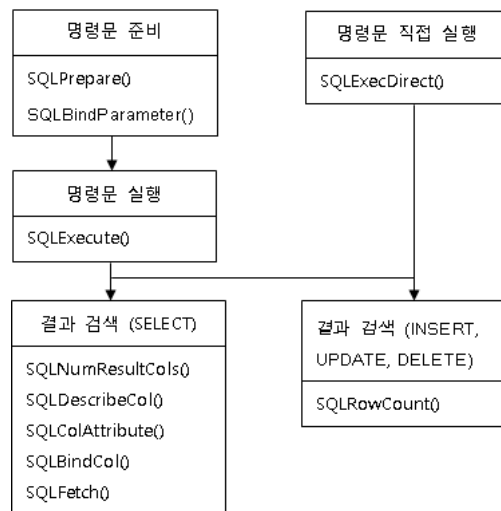 명령문 준비
SQLPrepare()
SQLBindParameter()
명령문 직접 실행
SQLExecDirect()
명령문 실행
SQLExecute()
결과 검색 (SELECT)
SQLNumResultCols()
SQLDescribeCol()
SQLColAttribute()
SQLBindCol()
SQLFetch()
결과 검색 (INSERT,
UPDATE, DELETE)
SQLRowCount()